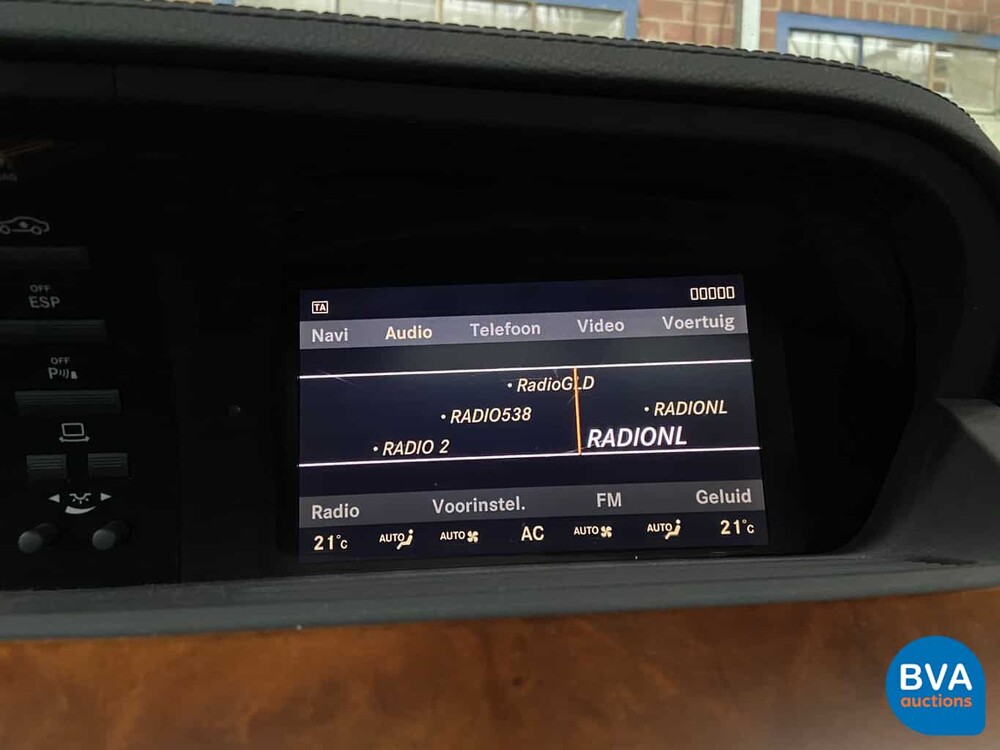 OFF
ESP
OFF
P
TA
Navi Audio Telefoon Video Voertuig
RadioGLD
RADIO538
RADIONL
RADIO 2
RADIONL
Radio Voorinstel. FM Geluid
21°C AUTO AUTO AC AUTO AUTO 21°C
BVA
auctions